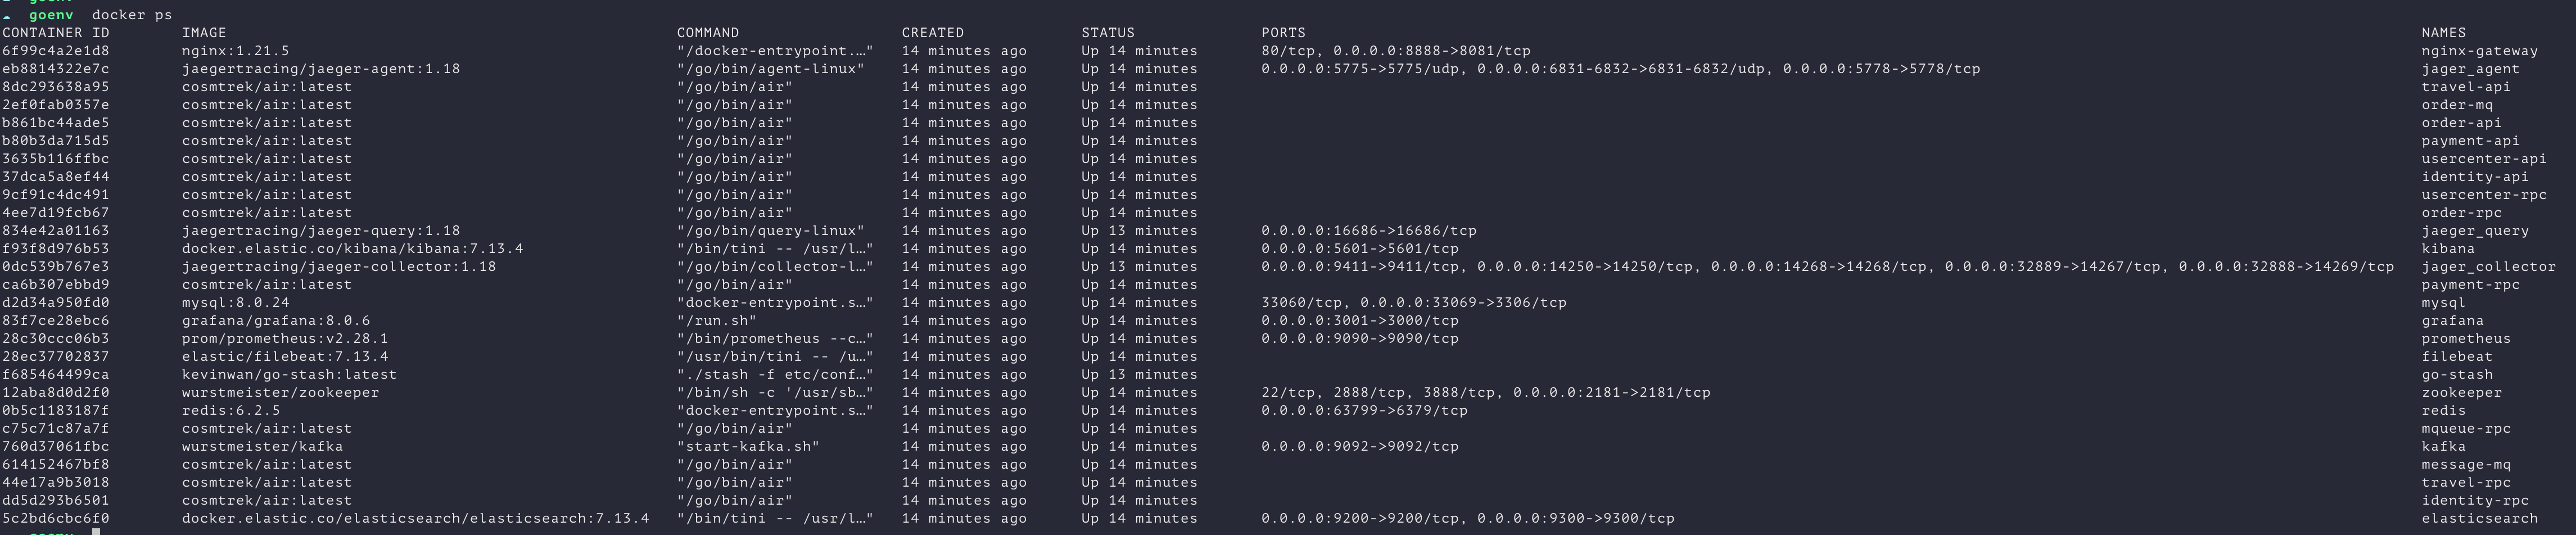 goenv docker ps
CONTAINER ID IMAGE COMMAND CREATED STATUS PORTS NAMES
6f99c4a2e1d8 nginx:1.21.5 "/docker-entrypoint.…" 14 minutes ago Up 14 minutes 80/tcp, 0.0.0.0:8888->8081/tcp nginx-gateway
eb8814322e7c jaegertracing/jaeger-agent:1.18 "/go/bin/agent-linux" 14 minutes ago Up 14 minutes 0.0.0.0:5775->5775/udp, 0.0.0.0:6831-6832->6831-6832/udp, 0.0.0.0:5778->5778/tcp jager_agent
8dc293638a95 cosmtrek/air:latest "/go/bin/air" 14 minutes ago Up 14 minutes travel-api
2ef0fab0357e cosmtrek/air:latest "/go/bin/air" 14 minutes ago Up 14 minutes order-mq
b861bc44ade5 cosmtrek/air:latest "/go/bin/air" 14 minutes ago Up 14 minutes order-api
b80b3da715d5 cosmtrek/air:latest "/go/bin/air" 14 minutes ago Up 14 minutes payment-api
3635b116ffbc cosmtrek/air:latest "/go/bin/air" 14 minutes ago Up 14 minutes usercenter-api
37dca5a8ef44 cosmtrek/air:latest "/go/bin/air" 14 minutes ago Up 14 minutes identity-api
9cf91c4dc491 cosmtrek/air:latest "/go/bin/air" 14 minutes ago Up 14 minutes usercenter-rpc
4ee7d19fcb67 cosmtrek/air:latest "/go/bin/air" 14 minutes ago Up 14 minutes order-rpc
834e42a01163 jaegertracing/jaeger-query:1.18 "/go/bin/query-linux" 14 minutes ago Up 13 minutes 0.0.0.0:16686->16686/tcp jaeger_query
f93f8d976b53 docker.elastic.co/kibana/kibana:7.13.4 "/bin/tini -- /usr/l…" 14 minutes ago Up 14 minutes 0.0.0.0:5601->5601/tcp kibana
0dc539b767e3 jaegertracing/jaeger-collector:1.18 "/go/bin/collector-l…" 14 minutes ago Up 13 minutes 0.0.0.0:9411->9411/tcp, 0.0.0.0:14250->14250/tcp, 0.0.0.0:14268->14268/tcp, 0.0.0.0:32889->14267/tcp, 0.0.0.0:32888->14269/tcp jager_collector
ca6b307ebbd9 cosmtrek/air:latest "/go/bin/air" 14 minutes ago Up 14 minutes payment-rpc
d2d34a950fd0 mysql:8.0.24 "docker-entrypoint.s…" 14 minutes ago Up 14 minutes 33060/tcp, 0.0.0.0:33069->3306/tcp mysql
83f7ce28ebc6 grafana/grafana:8.0.6 "/run.sh" 14 minutes ago Up 14 minutes 0.0.0.0:3001->3000/tcp grafana
28c30ccc06b3 prom/prometheus:v2.28.1 "/bin/prometheus --c…" 14 minutes ago Up 14 minutes 0.0.0.0:9090->9090/tcp prometheus
28ec37702837 elastic/filebeat:7.13.4 "/usr/bin/tini -- /u…" 14 minutes ago Up 14 minutes filebeat
f685464499ca kevinwan/go-stash:latest "./stash -f etc/conf…" 14 minutes ago Up 13 minutes go-stash
12aba8d0d2f0 wurstmeister/zookeeper "/bin/sh -c '/usr/sb…" 14 minutes ago Up 14 minutes 22/tcp, 2888/tcp, 3888/tcp, 0.0.0.0:2181->2181/tcp zookeeper
0b5c1183187f redis:6.2.5 "docker-entrypoint.s…" 14 minutes ago Up 14 minutes 0.0.0.0:63799->6379/tcp redis
c75c71c87a7f cosmtrek/air:latest "/go/bin/air" 14 minutes ago Up 14 minutes mqueue-rpc
760d37061fbc wurstmeister/kafka "start-kafka.sh" 14 minutes ago Up 14 minutes 0.0.0.0:9092->9092/tcp kafka
614152467bf8 cosmtrek/air:latest "/go/bin/air" 14 minutes ago Up 14 minutes message-mq
44e17a9b3018 cosmtrek/air:latest "/go/bin/air" 14 minutes ago Up 14 minutes travel-rpc
dd5d293b6501 cosmtrek/air:latest "/go/bin/air" 14 minutes ago Up 14 minutes identity-rpc
5c2bd6cbc6f0 docker.elastic.co/elasticsearch/elasticsearch:7.13.4 "/bin/tini -- /usr/l…" 14 minutes ago Up 14 minutes 0.0.0.0:9200->9200/tcp, 0.0.0.0:9300->9300/tcp elasticsearch